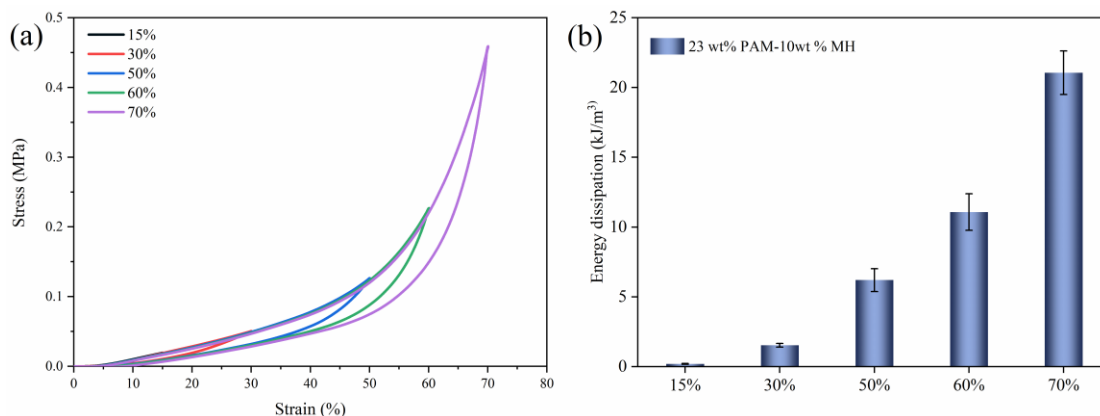 (a)
15%
30%
50%
60%
70%
0.5
0.4
0.3
0.2
0.1
0.0
Stress (MPa)
0 10 20 30 40 50 60 70 80
Strain (%)
(b)
23 wt% PAM-10wt % MH
25
20
15
10
5
0
Energy dissipation (kJ/m³)
15% 30% 50% 60% 70%